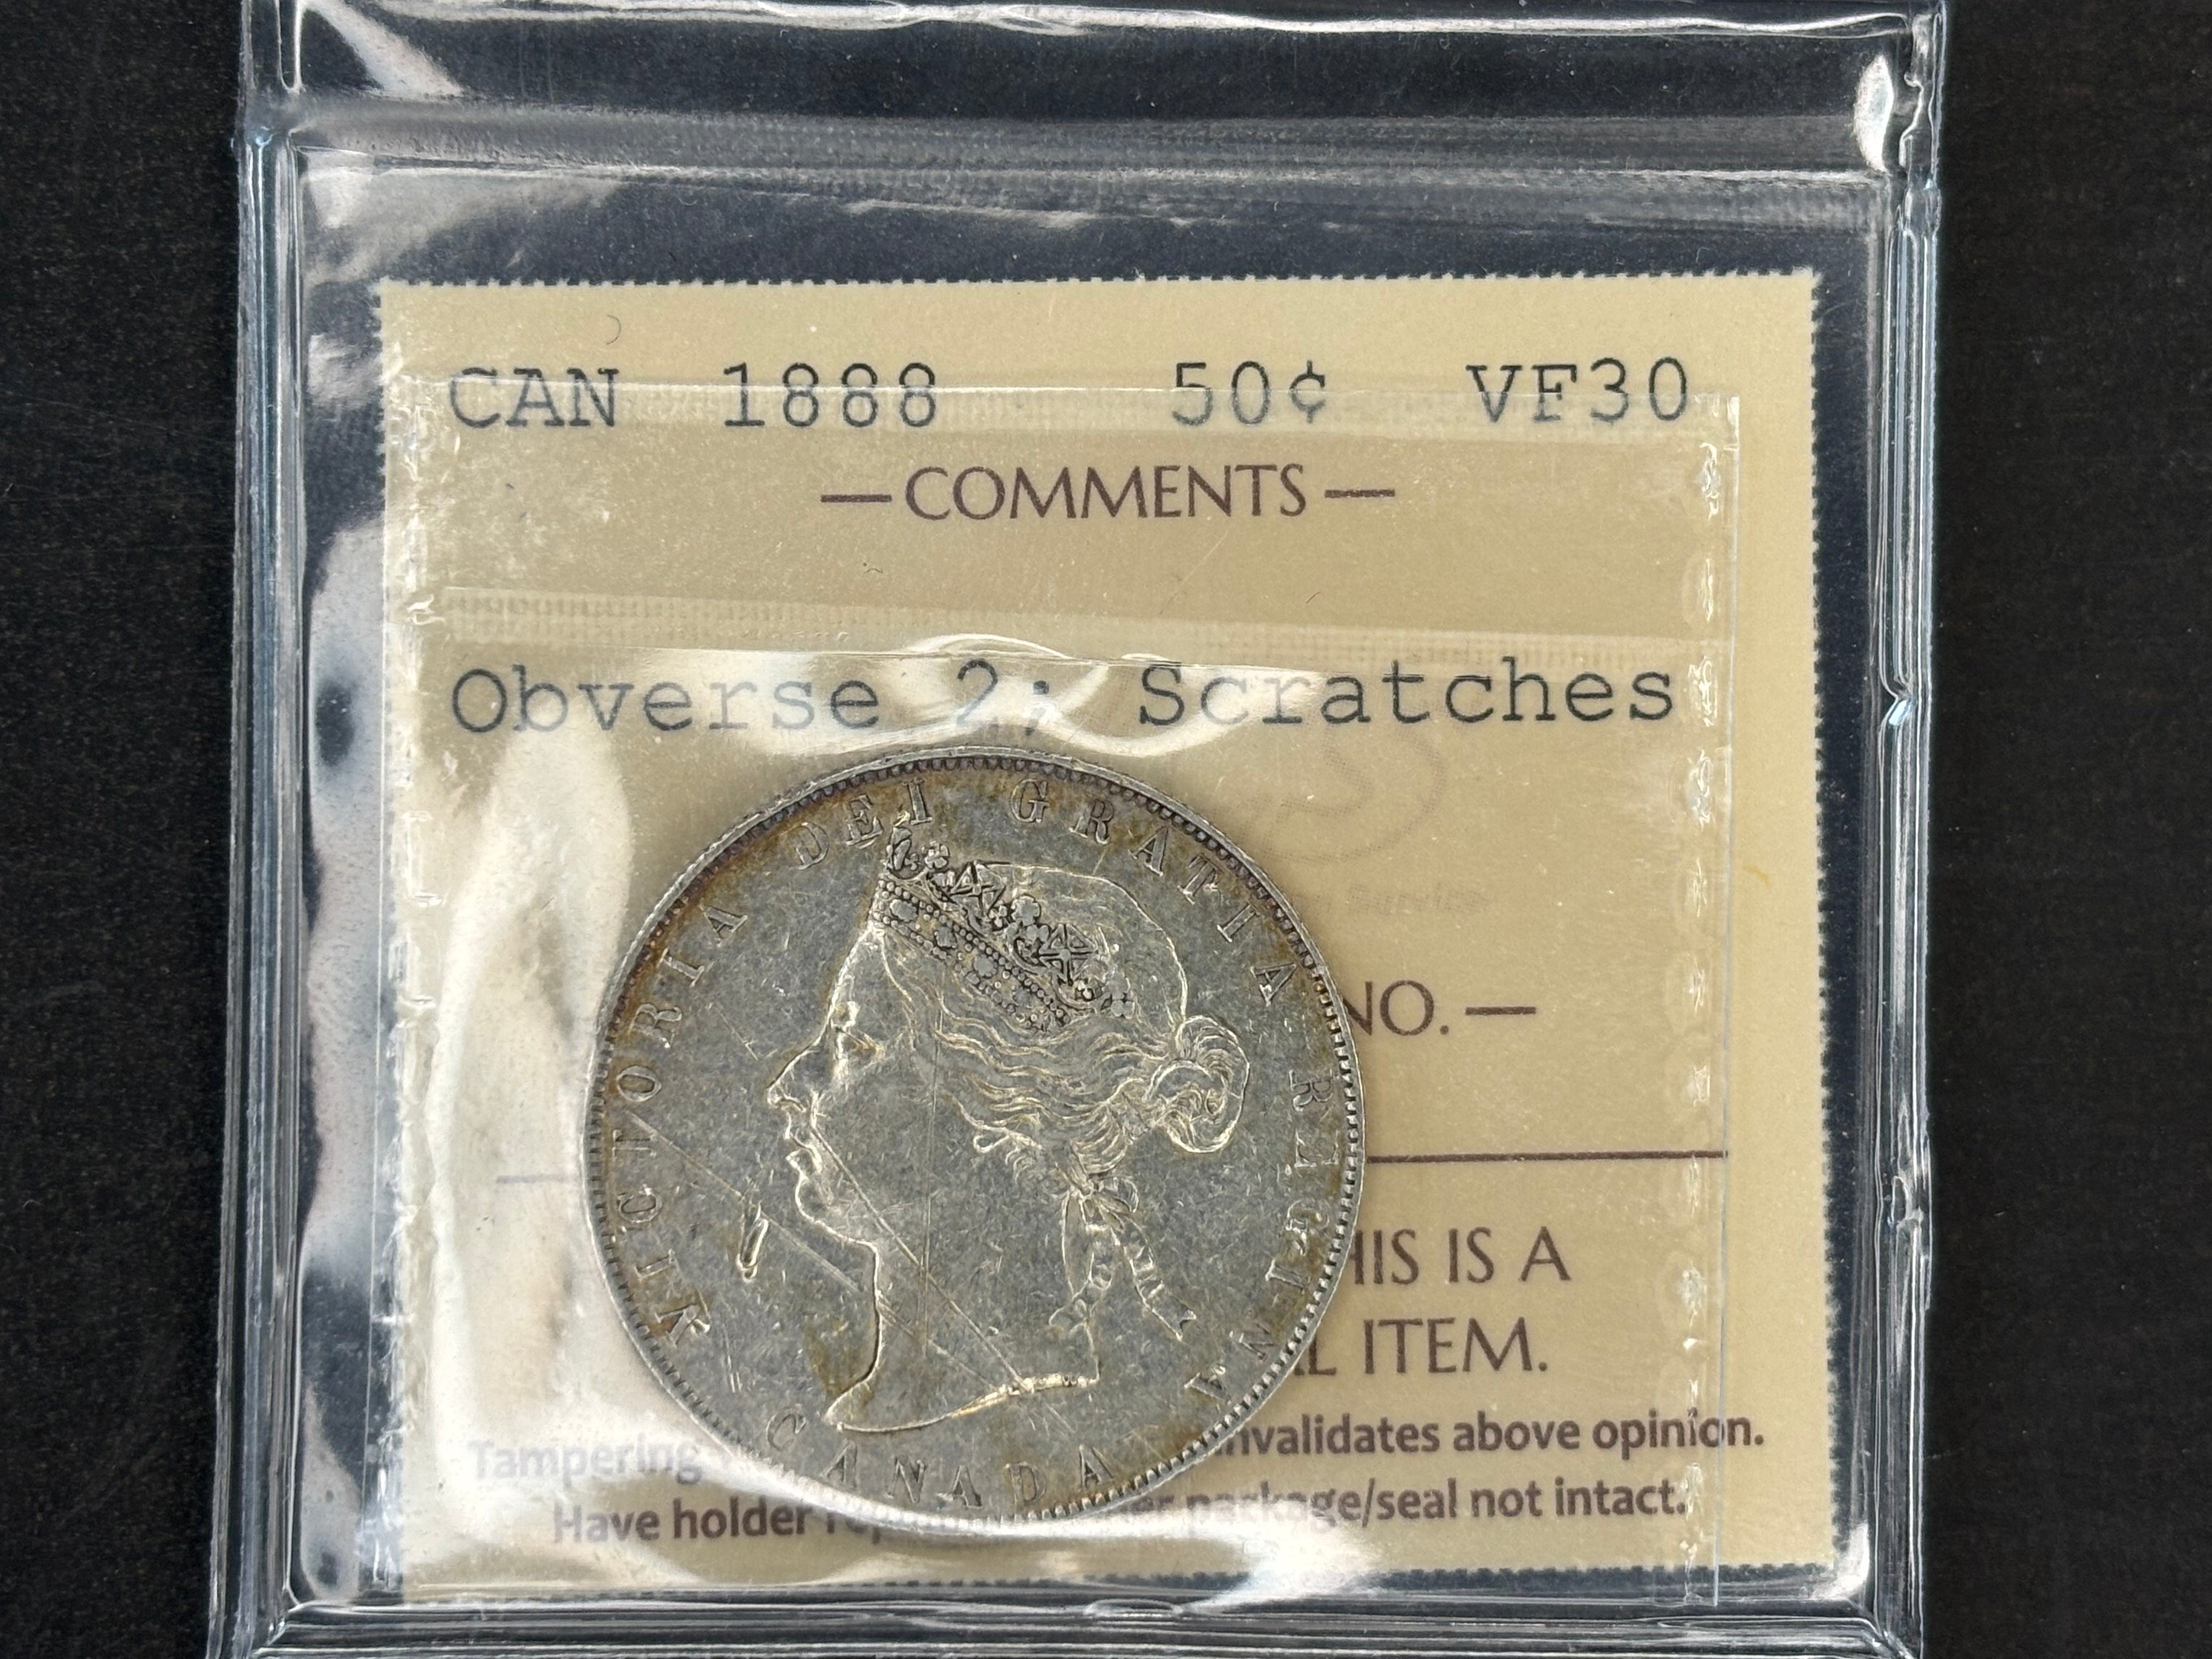 CAN 1888 50¢ VF30
— COMMENTS —
Obverse 2; Scratches
VICTORIA DEI GRATIA REGINA
CANADA
Service
NO. —
HIS IS A
L ITEM.
Tampering invalidates above opinion.
Have holder package/seal not intact.